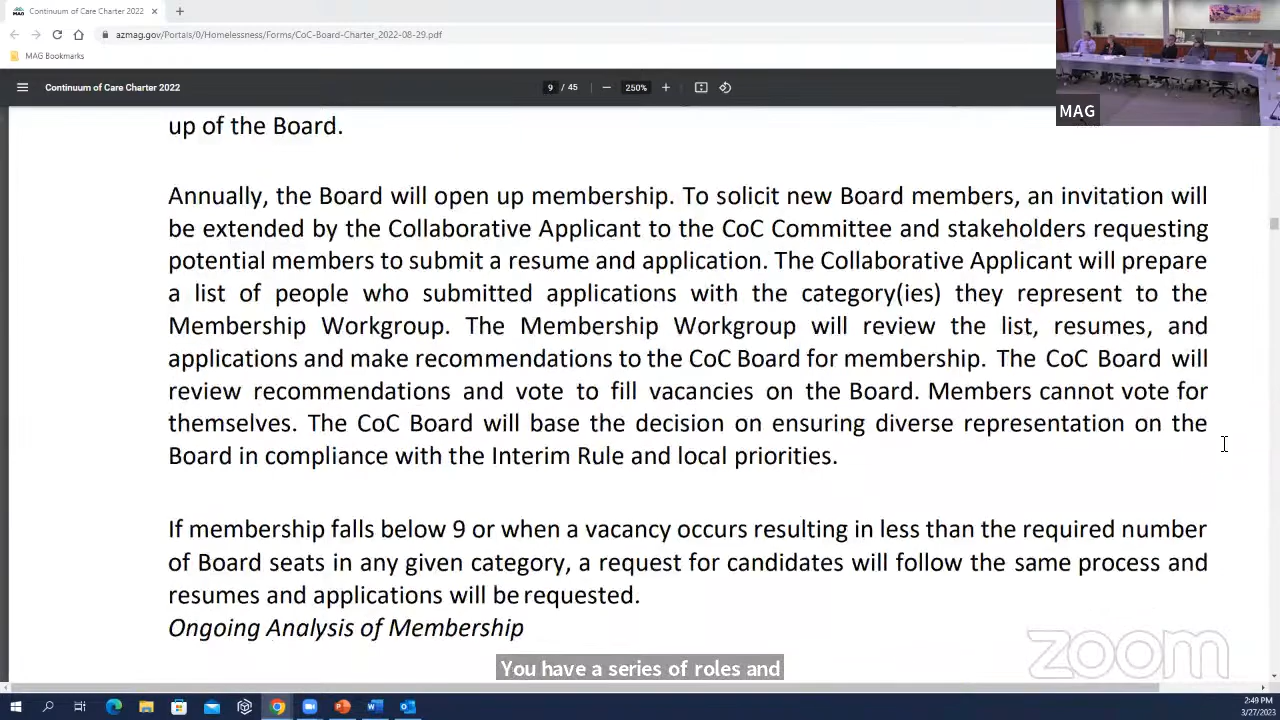 MAG
Continuum of Care Charter 2022
azmag.gov/Portals/0/Homelessness/Forms/CoC-Board-Charter_2022-08-29.pdf
MAG Bookmarks
Continuum of Care Charter 2022
9 / 45
250%
MAG
up of the Board.
Annually, the Board will open up membership. To solicit new Board members, an invitation will
be extended by the Collaborative Applicant to the CoC Committee and stakeholders requesting
potential members to submit a resume and application. The Collaborative Applicant will prepare
a list of people who submitted applications with the category(ies) they represent to the
Membership Workgroup. The Membership Workgroup will review the list, resumes, and
applications and make recommendations to the CoC Board for membership. The CoC Board will
review recommendations and vote to fill vacancies on the Board. Members cannot vote for
themselves. The CoC Board will base the decision on ensuring diverse representation on the
Board in compliance with the Interim Rule and local priorities.
If membership falls below 9 or when a vacancy occurs resulting in less than the required number
of Board seats in any given category, a request for candidates will follow the same process and
resumes and applications will be requested.
Ongoing Analysis of Membership
zoom
You have a series of roles and
2:49 PM
3/27/2023